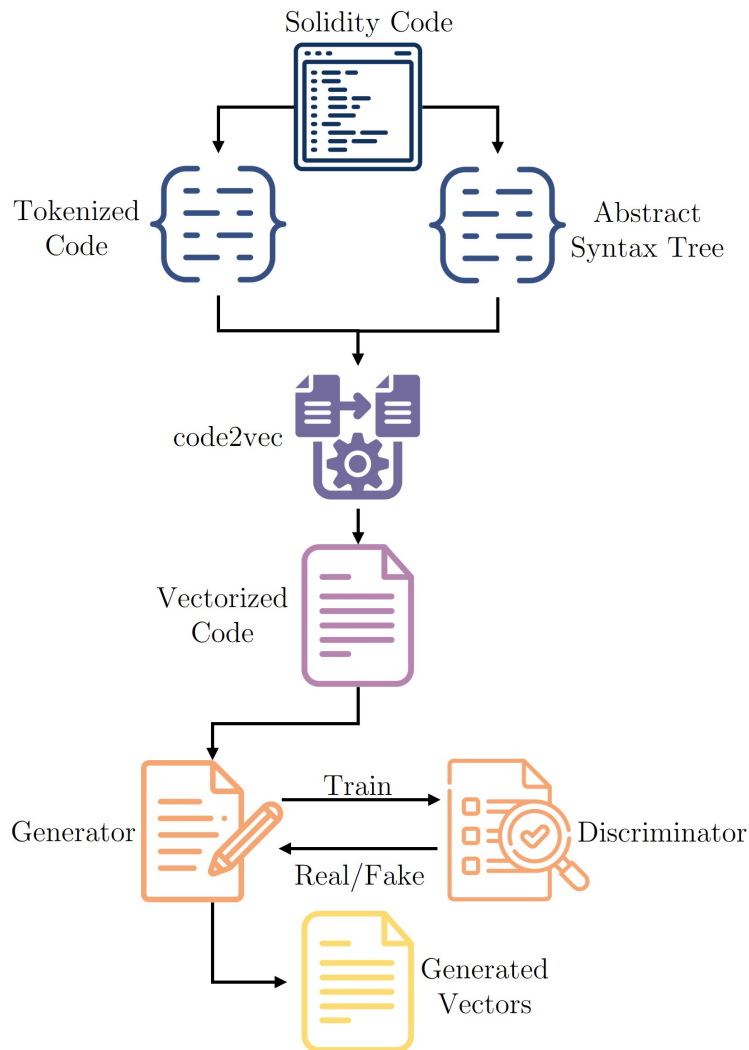 Solidity Code
Tokenized
Code
Abstract
Syntax Tree
code2vec
Vectorized
Code
Generator
Train
Real/Fake
Discriminator
Generated
Vectors